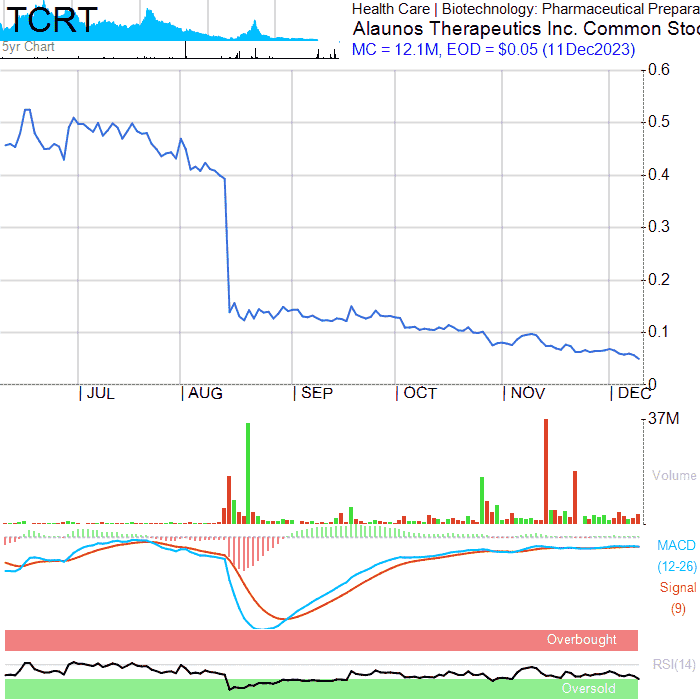 TCRT
5yr Chart
Health Care | Biotechnology: Pharmaceutical Prepara
Alaunos Therapeutics Inc. Common Stoc
MC = 12.1M, EOD = $0.05 (11Dec2023)
0.6
0.5
0.4
0.3
0.2
0.1
0
JUL
AUG
SEP
OCT
NOV
DEC
37M
Volume
MACD
(12-26)
Signal
(9)
Overbought
RSI(14)
Oversold